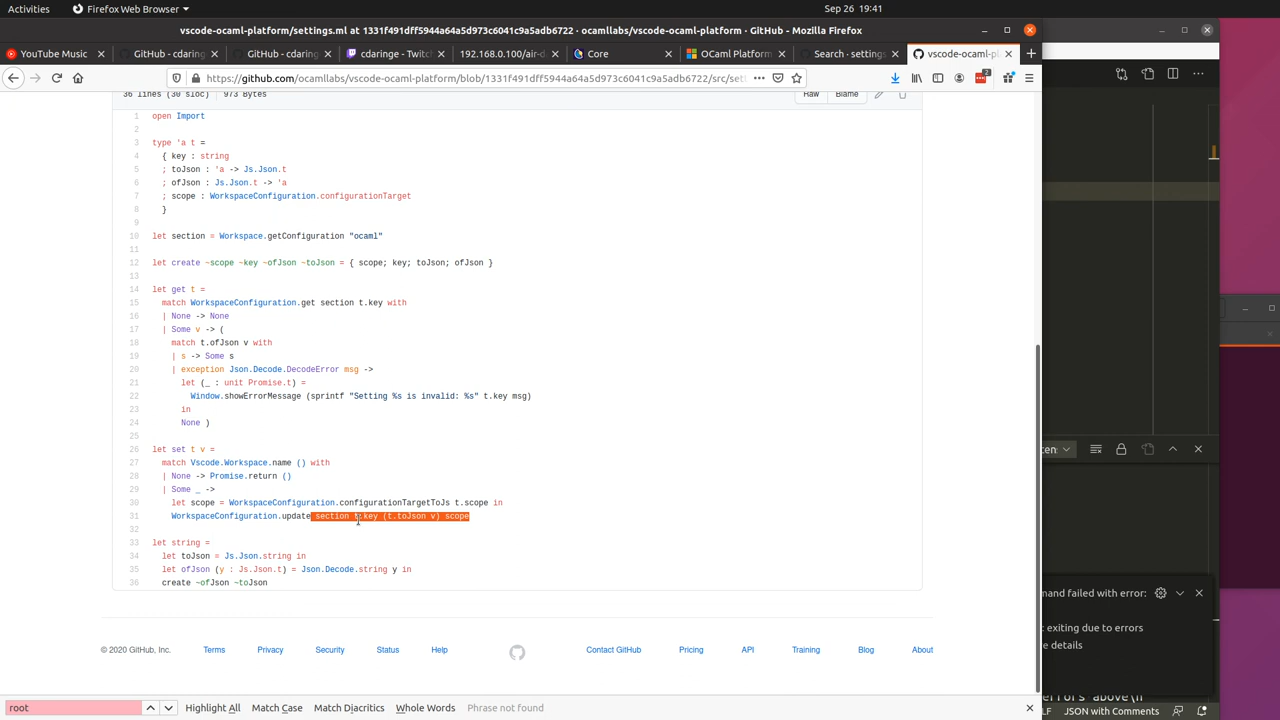 Activities Firefox Web Browser Sep 26 19:41
vscode-ocaml-platform/settings.ml at 1331f491dff5944a64a5d973c6041c9a5adb6722 · ocamllabs/vscode-ocaml-platform · GitHub - Mozilla Firefox
YouTube Music GitHub - cdaring GitHub - cdaring cdaringe - Twitch 192.168.0.100/air-d Core OCaml Platform Search · settings vscode-ocaml-p
https://github.com/ocamllabs/vscode-ocaml-platform/blob/1331f491dff5944a64a5d973c6041c9a5adb6722/src/sett
36 lines (30 sloc) 973 Bytes Raw Blame
1 open Import
2
3 type 'a t =
4 { key : string
5 ; toJson : 'a -> Js.Json.t
6 ; ofJson : Js.Json.t -> 'a
7 ; scope : WorkspaceConfiguration.configurationTarget
8 }
9
10 let section = Workspace.getConfiguration "ocaml"
11
12 let create ~scope ~key ~ofJson ~toJson = { scope; key; toJson; ofJson }
13
14 let get t =
15 match WorkspaceConfiguration.get section t.key with
16 | None -> None
17 | Some v -> (
18 match t.ofJson v with
19 | s -> Some s
20 | exception Json.Decode.DecodeError msg ->
21 let (_ : unit Promise.t) =
22 Window.showErrorMessage (sprintf "Setting %s is invalid: %s" t.key msg)
23 in
24 None )
25
26 let set t v =
27 match Vscode.Workspace.name () with
28 | None -> Promise.return ()
29 | Some _ ->
30 let scope = WorkspaceConfiguration.configurationTargetToJs t.scope in
31 WorkspaceConfiguration.update section t.key (t.toJson v) scope
32
33 let string =
34 let toJson = Js.Json.string in
35 let ofJson (y : Js.Json.t) = Json.Decode.string y in
36 create ~ofJson ~toJson
mand failed with error:
exiting due to errors
e details
© 2020 GitHub, Inc. Terms Privacy Security Status Help Contact GitHub Pricing API Training Blog About
root Highlight All Match Case Match Diacritics Whole Words Phrase not found
LF JSON with Comments